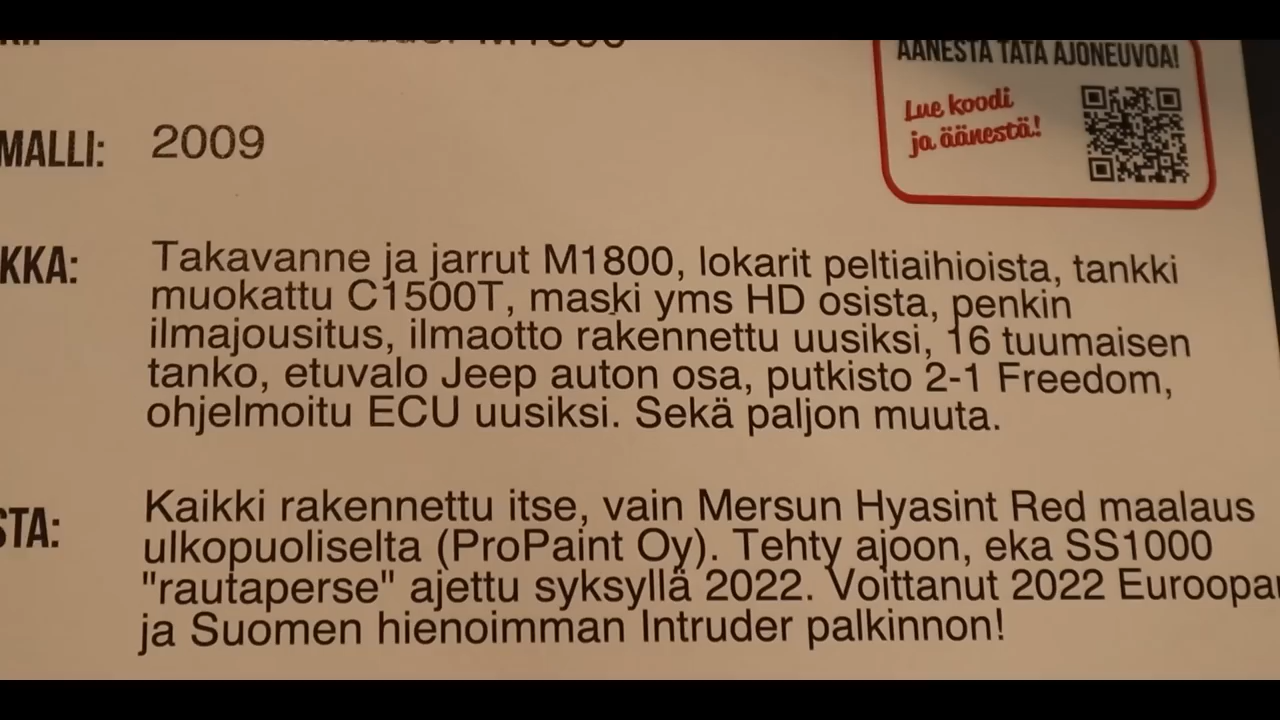 M1800
ÄÄNESTÄ TÄTÄ AJONEUVOA!
Lue koodi
ja äänestä!
MALLI: 2009
KKA: Takavanne ja jarrut M1800, lokarit peltiaihioista, tankki
muokattu C1500T, maski yms HD osista, penkin
ilmajousitus, ilmaotto rakennettu uusiksi, 16 tuumaisen
tanko, etuvalo Jeep auton osa, putkisto 2-1 Freedom,
ohjelmoitu ECU uusiksi. Sekä paljon muuta.
STA: Kaikki rakennettu itse, vain Mersun Hyasint Red maalaus
ulkopuoliselta (ProPaint Oy). Tehty ajoon, eka SS1000
"rautaperse" ajettu syksyllä 2022. Voittanut 2022 Euroopa
ja Suomen hienoimman Intruder palkinnon!